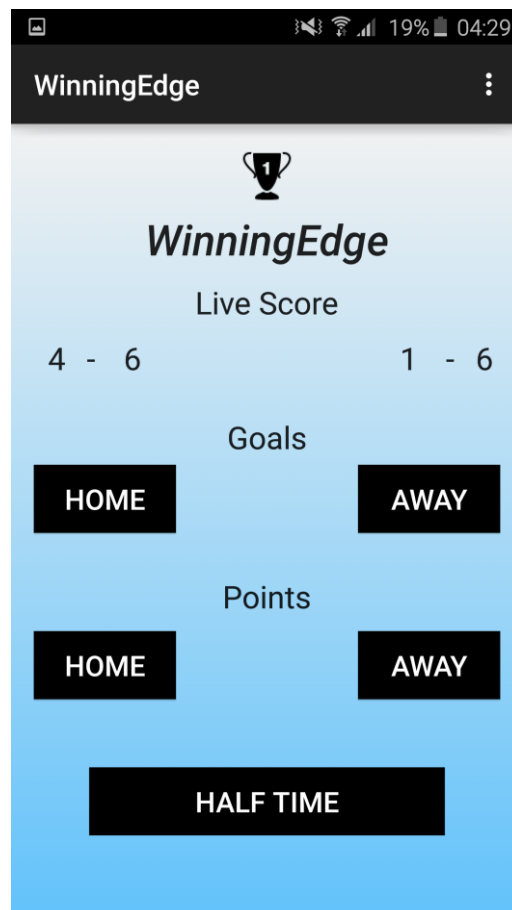 19% 04:29
WinningEdge
1
WinningEdge
Live Score
4 - 6 1 - 6
Goals
HOME AWAY
Points
HOME AWAY
HALF TIME